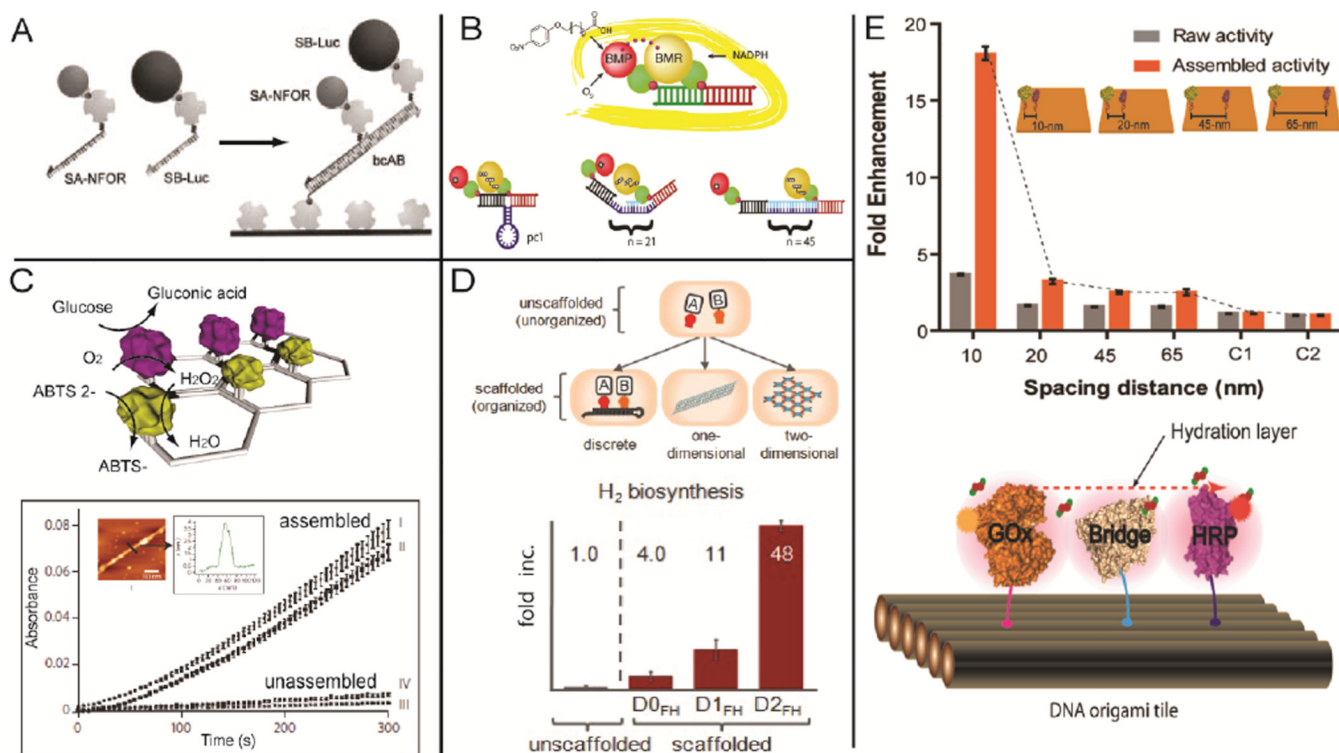 A
SB-Luc
SA-NFOR
bcAB
SA-NFOR
SB-Luc
B
OH
O
O₂N
BMP
BMR
NADPH
O₂
pc1
n = 21
n = 45
C
Glucose
Gluconic acid
O₂
H₂O₂
ABTS 2-
H₂O
ABTS-
assembled
I
II
unassembled
IV
III
Absorbance
0.08
0.06
0.04
0.02
0
0
100
200
300
Time (s)
D
unscaffolded
(unorganized)
A
B
scaffolded
(organized)
A
B
discrete
one-
dimensional
two-
dimensional
H₂ biosynthesis
fold inc.
1.0
4.0
11
48
D0FH
D1FH
D2FH
unscaffolded
scaffolded
E
Raw activity
Assembled activity
10-nm
20-nm
45-nm
65-nm
Fold Enhancement
20
15
10
5
0
10
20
45
65
C1
C2
Spacing distance (nm)
Hydration layer
GOx
Bridge
HRP
DNA origami tile